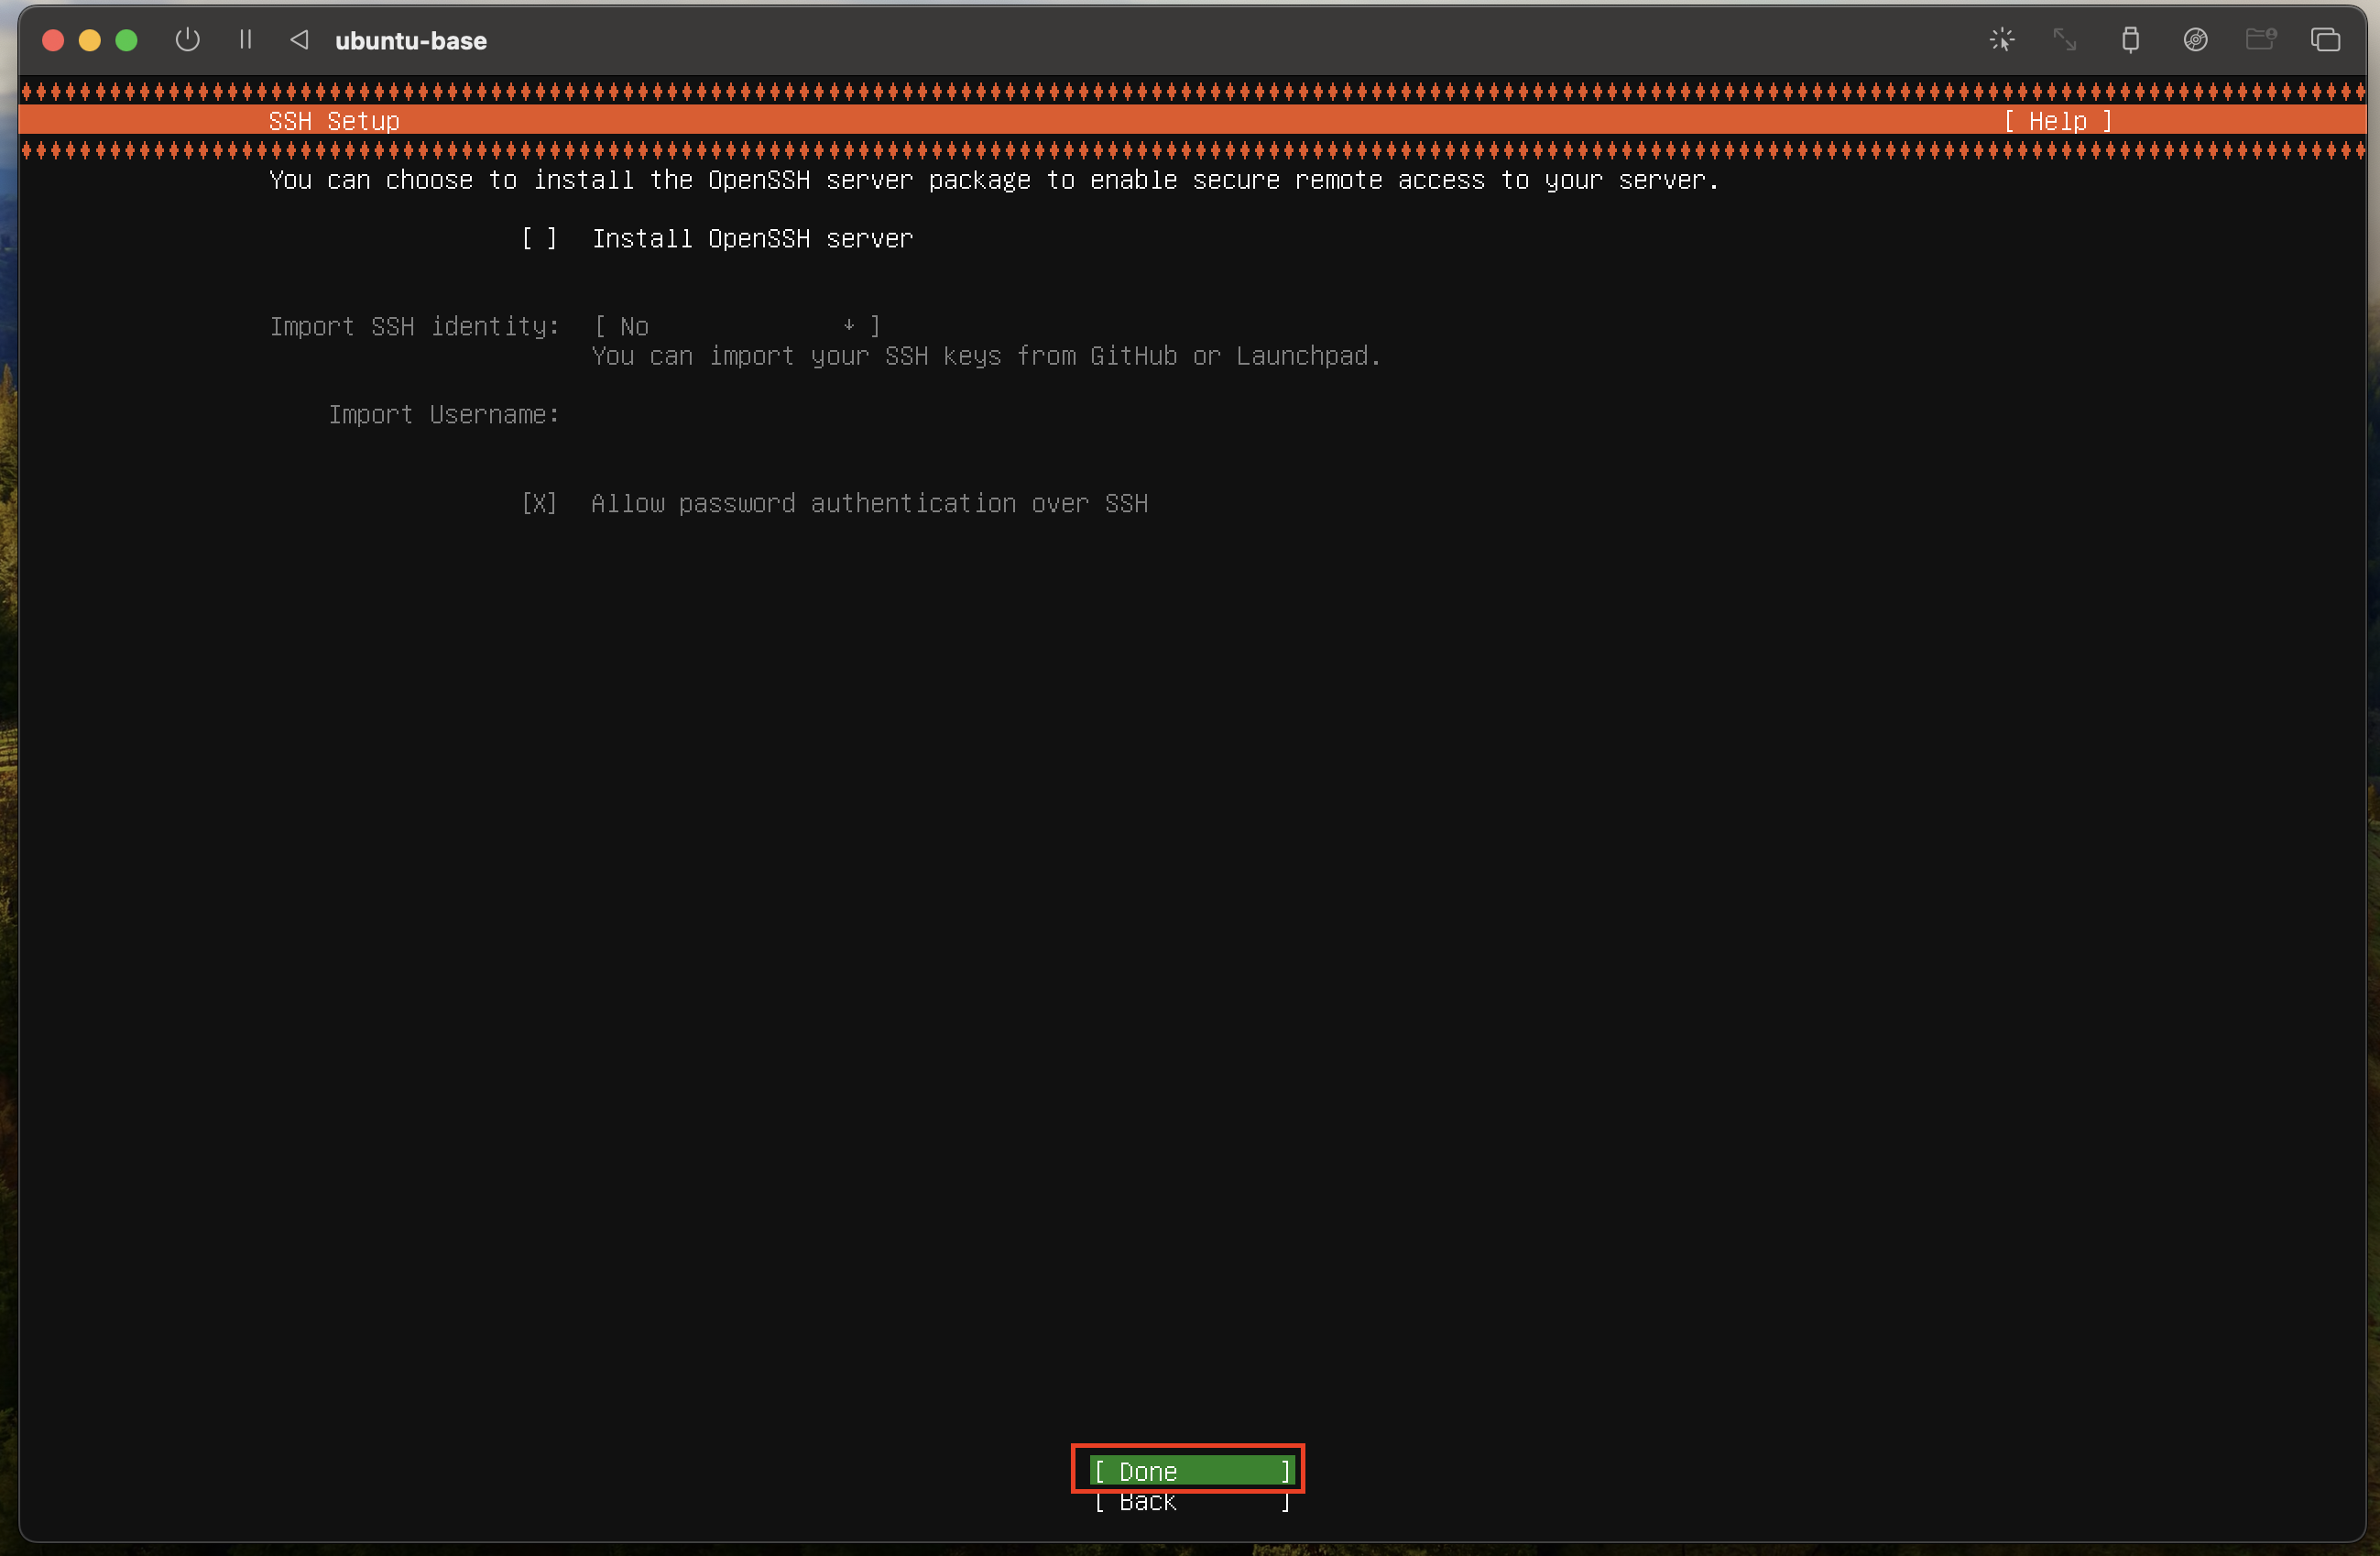 ubuntu-base
SSH Setup [ Help ]
You can choose to install the OpenSSH server package to enable secure remote access to your server.
[ ] Install OpenSSH server
Import SSH identity: [ No ↓ ]
You can import your SSH keys from GitHub or Launchpad.
Import Username:
[X] Allow password authentication over SSH
[ Done ]
[ Back ]